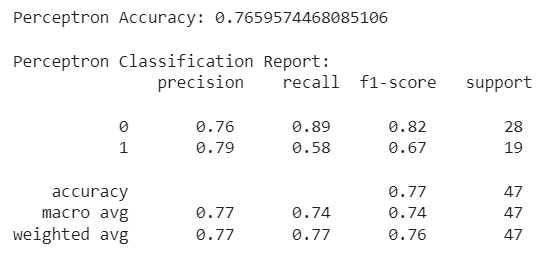 Perceptron Accuracy: 0.7659574468085106
Perceptron Classification Report:
precision recall f1-score support
0 0.76 0.89 0.82 28
1 0.79 0.58 0.67 19
accuracy 0.77 47
macro avg 0.77 0.74 0.74 47
weighted avg 0.77 0.77 0.76 47